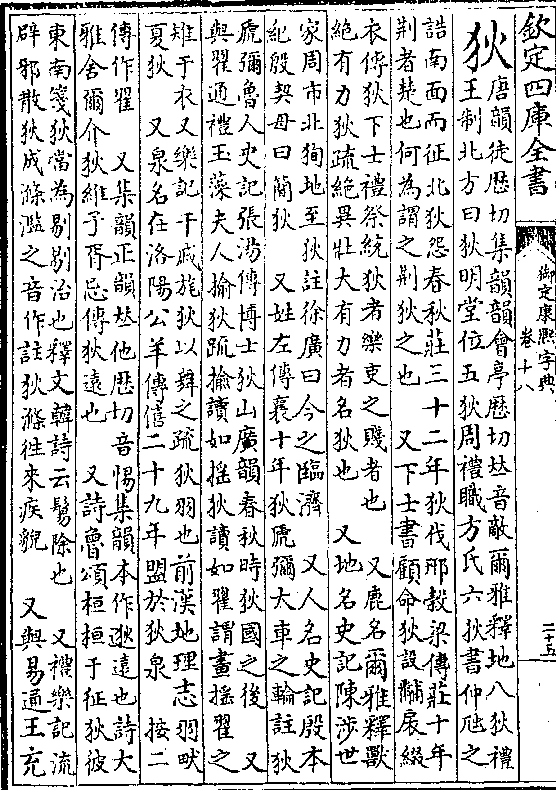 欽定四庫全書
御定康熙字典
卷十八
二十五
狄
唐韻徒歷切集韻韻會亭歷切𠀤音敵爾雅釋地八狄禮
王制北方曰狄明堂位五狄周禮職方氏六狄書仲虺之
誥南面而征北狄怨春秋莊三十二年狄伐邢穀梁傳莊十年
荆者楚也何為謂之荆狄之也 又下士書顧命狄設黼扆綴
衣傳狄下士禮祭統狄者樂吏之賤者也 又鹿名爾雅釋獸
絶有力狄疏絶異壯大有力者名狄也 又地名史記陳涉世
家周市北狥地至狄註徐廣曰今之臨濟 又人名史記殷本
紀殷契母曰簡狄 又姓左傳襄十年狄虒彌大車之輪註狄
虒彌魯人史記張湯傳博士狄山廣韻春秋時狄國之後 又
與翟通禮玉藻夫人揄狄疏揄讀如揺狄讀如翟謂畫揺翟之
雉于衣又樂記干戚旄狄以舞之疏狄羽也前漢地理志羽畎
夏狄 又泉名在洛陽公羊傳僖二十九年盟於狄泉 按二
傳作翟 又集韻正韻𠀤他歷切音惕集韻本作逖遠也詩大
雅舍爾介狄維予胥忌傳狄遠也 又詩魯頌桓桓于征狄彼
東南箋狄當為剔剔治也釋文韓詩云鬄除也 又禮樂記流
辟邪散狄成滌濫之音作註狄滌徃來疾貌 又與易通王充